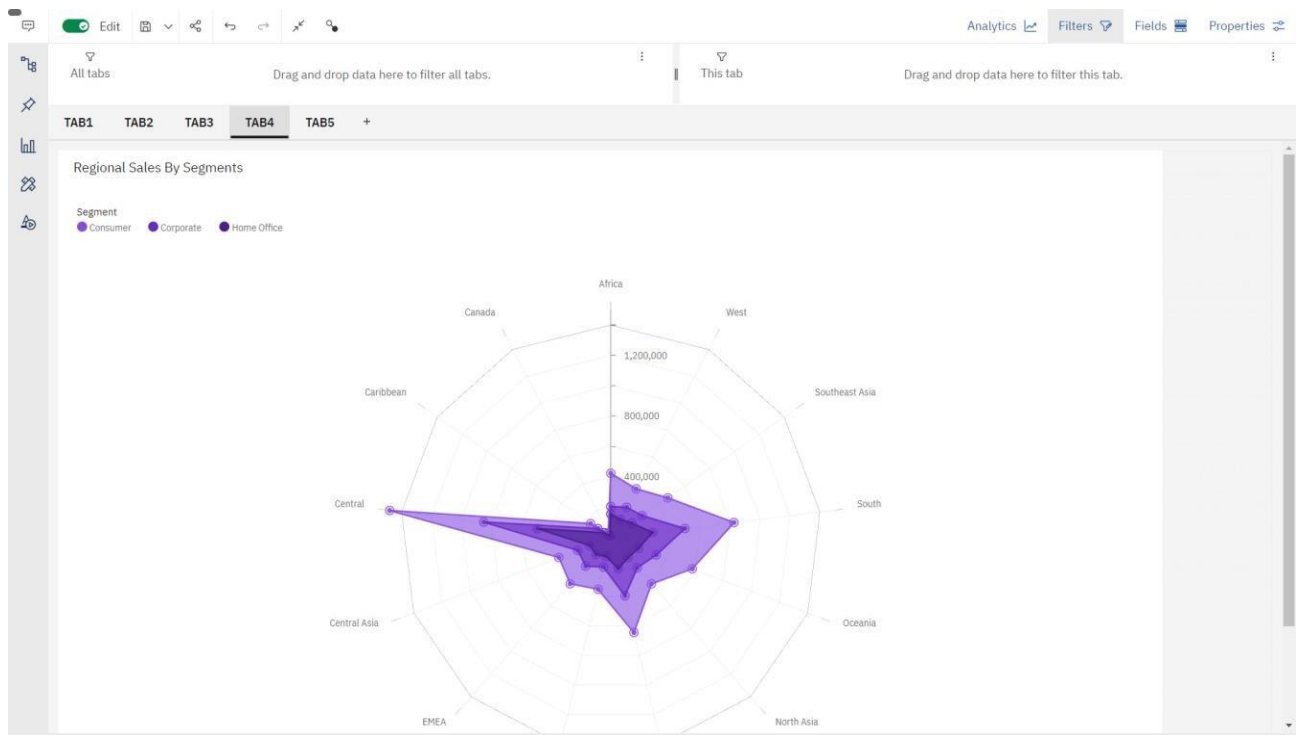 Edit
Analytics
Filters
Fields
Properties
All tabs
Drag and drop data here to filter all tabs.
This tab
Drag and drop data here to filter this tab.
TAB1 TAB2 TAB3 TAB4 TAB5 +
Regional Sales By Segments
Segment
Consumer Corporate Home Office
Africa
Canada
West
1,200,000
Caribbean
Southeast Asia
800,000
400,000
Central
South
Central Asia
Oceania
EMEA
North Asia